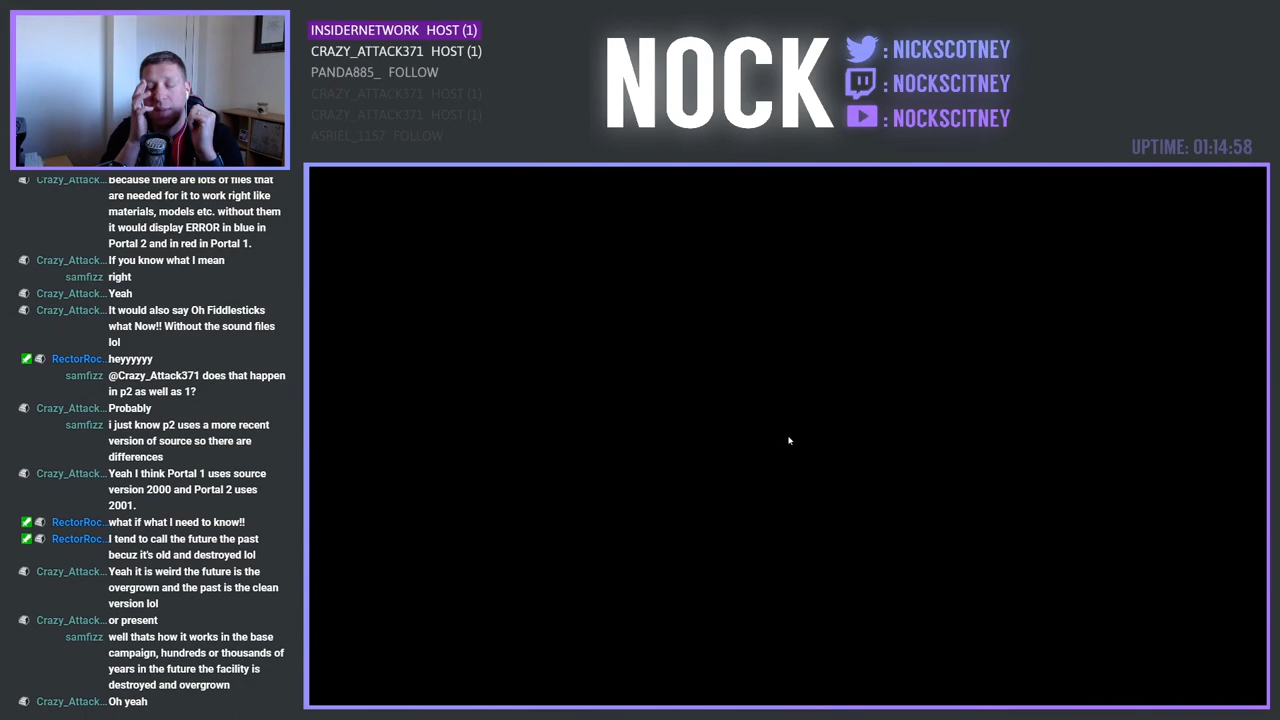 INSIDERNETWORK HOST (1)
CRAZY_ATTACK371 HOST (1)
PANDA885_ FOLLOW
CRAZY_ATTACK371 HOST (1)
CRAZY_ATTACK371 HOST (1)
ASRIEL_1157 FOLLOW
NOCK
: NICKSCOTNEY
: NOCKSCITNEY
: NOCKSCITNEY
UPTIME: 01:14:58
Crazy_Attack... Because there are lots of files that
are needed for it to work right like
materials, models etc. without them
it would display ERROR in blue in
Portal 2 and in red in Portal 1.
Crazy_Attack... If you know what I mean
samfizz right
Crazy_Attack... Yeah
Crazy_Attack... It would also say Oh Fiddlesticks
what Now!! Without the sound files
lol
RectorRoc... heyyyyyy
samfizz @Crazy_Attack371 does that happen
in p2 as well as 1?
Crazy_Attack... Probably
samfizz i just know p2 uses a more recent
version of source so there are
differences
Crazy_Attack... Yeah I think Portal 1 uses source
version 2000 and Portal 2 uses
2001.
RectorRoc... what if what I need to know!!
RectorRoc... I tend to call the future the past
becuz it's old and destroyed lol
Crazy_Attack... Yeah it is weird the future is the
overgrown and the past is the clean
version lol
Crazy_Attack... or present
samfizz well thats how it works in the base
campaign, hundreds or thousands of
years in the future the facility is
destroyed and overgrown
Crazy_Attack... Oh yeah